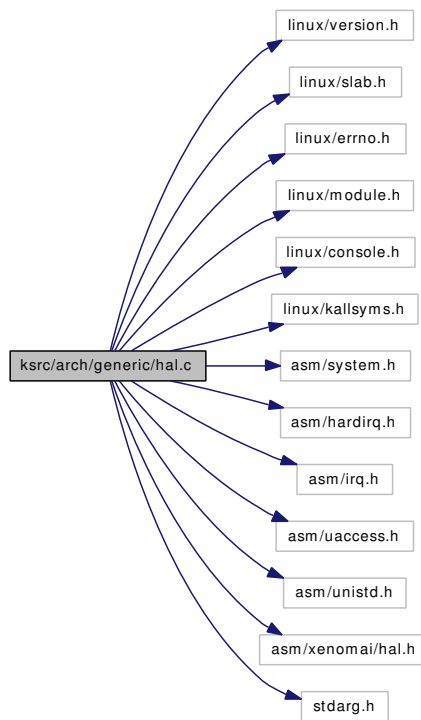 linux/version.h
linux/slab.h
linux/errno.h
linux/module.h
linux/console.h
linux/kallsyms.h
ksrc/arch/generic/hal.c
asm/system.h
asm/hardirq.h
asm/irq.h
asm/uaccess.h
asm/unistd.h
asm/xenomai/hal.h
stdarg.h